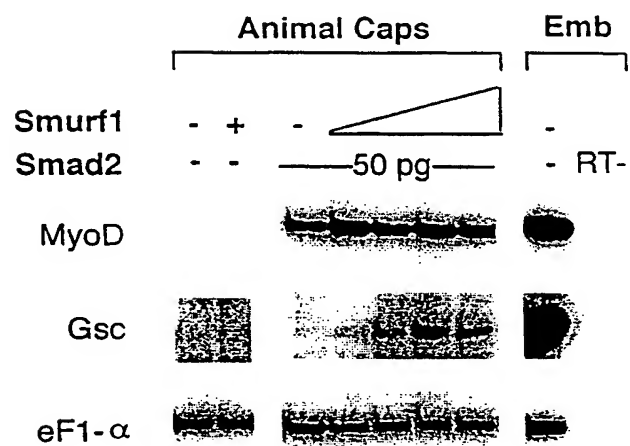 Animal Caps Emb
Smurf1 - + - -
Smad2 - - 50 pg - RT-
MyoD
Gsc
eF1-α